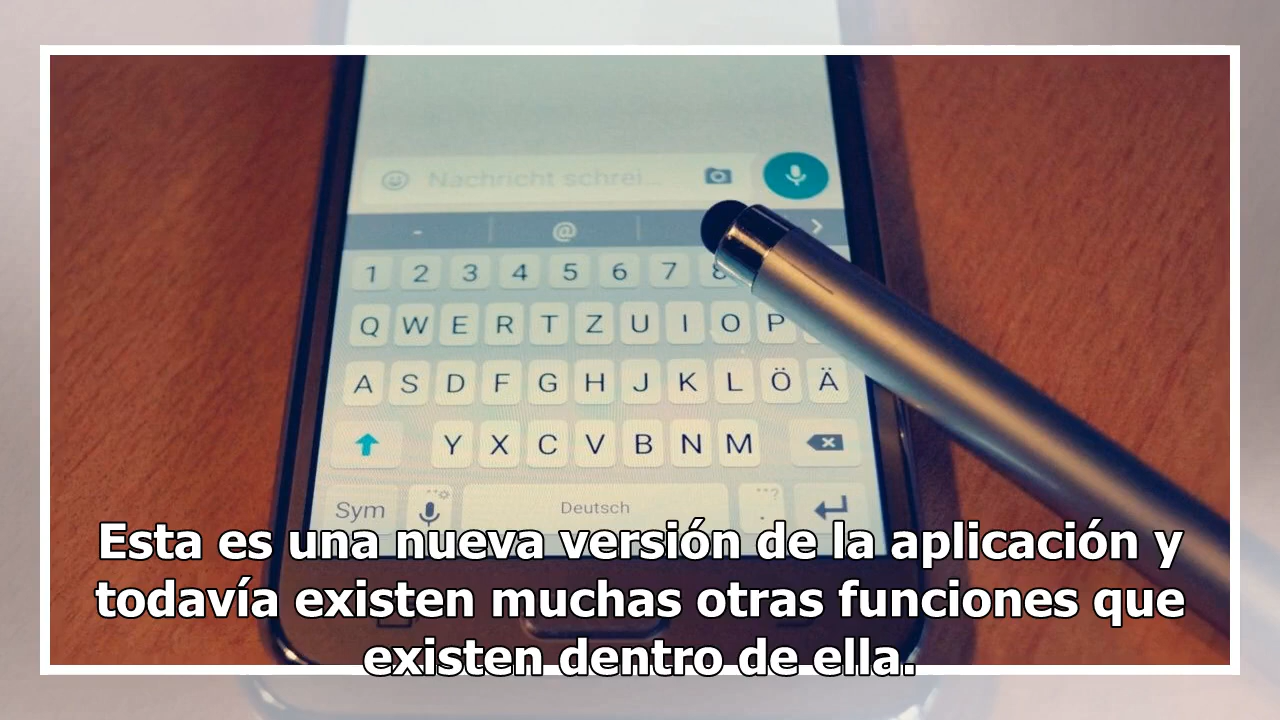 Nachricht schrei...
- @
1 2 3 4 5 6 7 8
Q W E R T Z U I O P
A S D F G H J K L Ö Ä
Y X C V B N M
Sym Deutsch .
Esta es una nueva versión de la aplicación y
todavía existen muchas otras funciones que
existen dentro de ella.